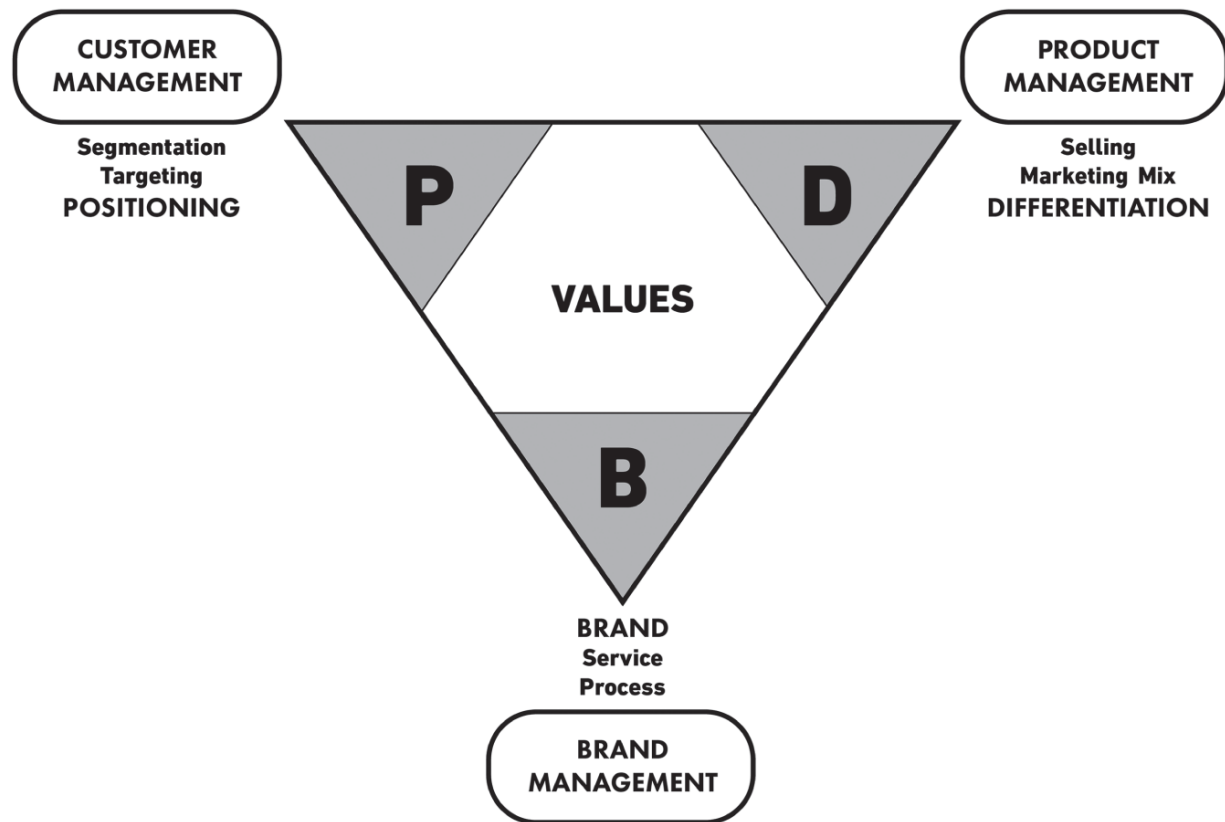 CUSTOMER
MANAGEMENT
Segmentation
Targeting
POSITIONING
PRODUCT
MANAGEMENT
Selling
Marketing Mix
DIFFERENTIATION
P
D
VALUES
B
BRAND
Service
Process
BRAND
MANAGEMENT